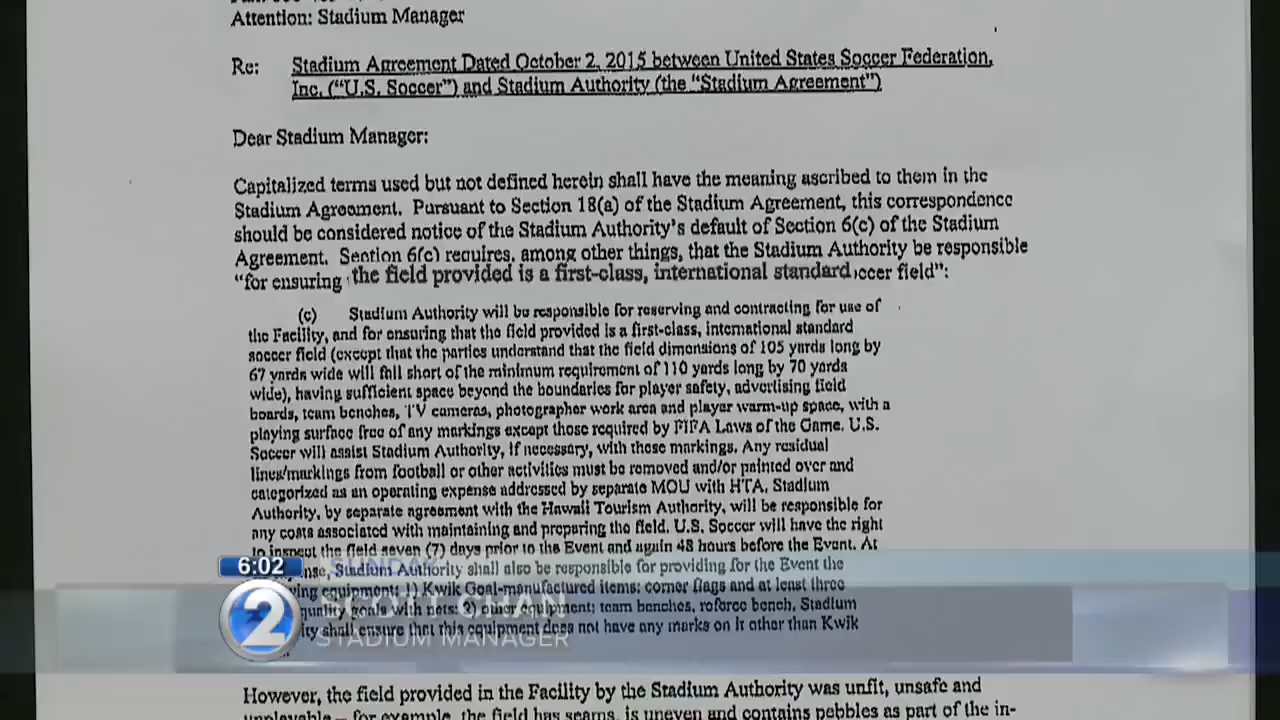 Attention: Stadium Manager
Re: Stadium Agreement Dated October 2, 2015 between United States Soccer Federation,
Inc. ("U.S. Soccer") and Stadium Authority (the "Stadium Agreement")
Dear Stadium Manager:
Capitalized terms used but not defined herein shall have the meaning ascribed to them in the
Stadium Agreement. Pursuant to Section 18(a) of the Stadium Agreement, this correspondence
should be considered notice of the Stadium Authority's default of Section 6(c) of the Stadium
Agreement. Section 6(c) requires, among other things, that the Stadium Authority be responsible
"for ensuring the field provided is a first-class, international standard occer field":
(c) Stadium Authority will be responsible for reserving and contracting for use of
the Facility, and for ensuring that the field provided is a first-class, international standard
soccer field (except that the parties understand that the field dimensions of 105 yards long by
67 yards wide will fall short of the minimum requirement of 110 yards long by 70 yards
wide), having sufficient space beyond the boundaries for player safety, advertising field
boards, team benches, TV cameras, photographer work area and player warm-up space, with a
playing surface free of any markings except those required by FIFA Laws of the Game. U.S.
Soccer will assist Stadium Authority, if necessary, with those markings. Any residual
lines/markings from football or other activities must be removed and/or painted over and
categorized as an operating expense addressed by separate MOU with HTA. Stadium
Authority, by separate agreement with the Hawaii Tourism Authority, will be responsible for
any costs associated with maintaining and preparing the field. U.S. Soccer will have the right
to inspect the field seven (7) days prior to the Event and again 48 hours before the Event. At
nse, Stadium Authority shall also be responsible for providing for the Event the
ving equipment: 1) Kwik Goal-manufactured items: corner flags and at least three
quality goals with nets; 2) other equipment: team benches, referee bench. Stadium
ity shall ensure that this equipment does not have any marks on it other than Kwik
6:02
SUNDAY
2
SCOTT CHAN
STADIUM MANAGER
However, the field provided in the Facility by the Stadium Authority was unfit, unsafe and
unplayable – for example, the field has seams, is uneven and contains pebbles as part of the in-